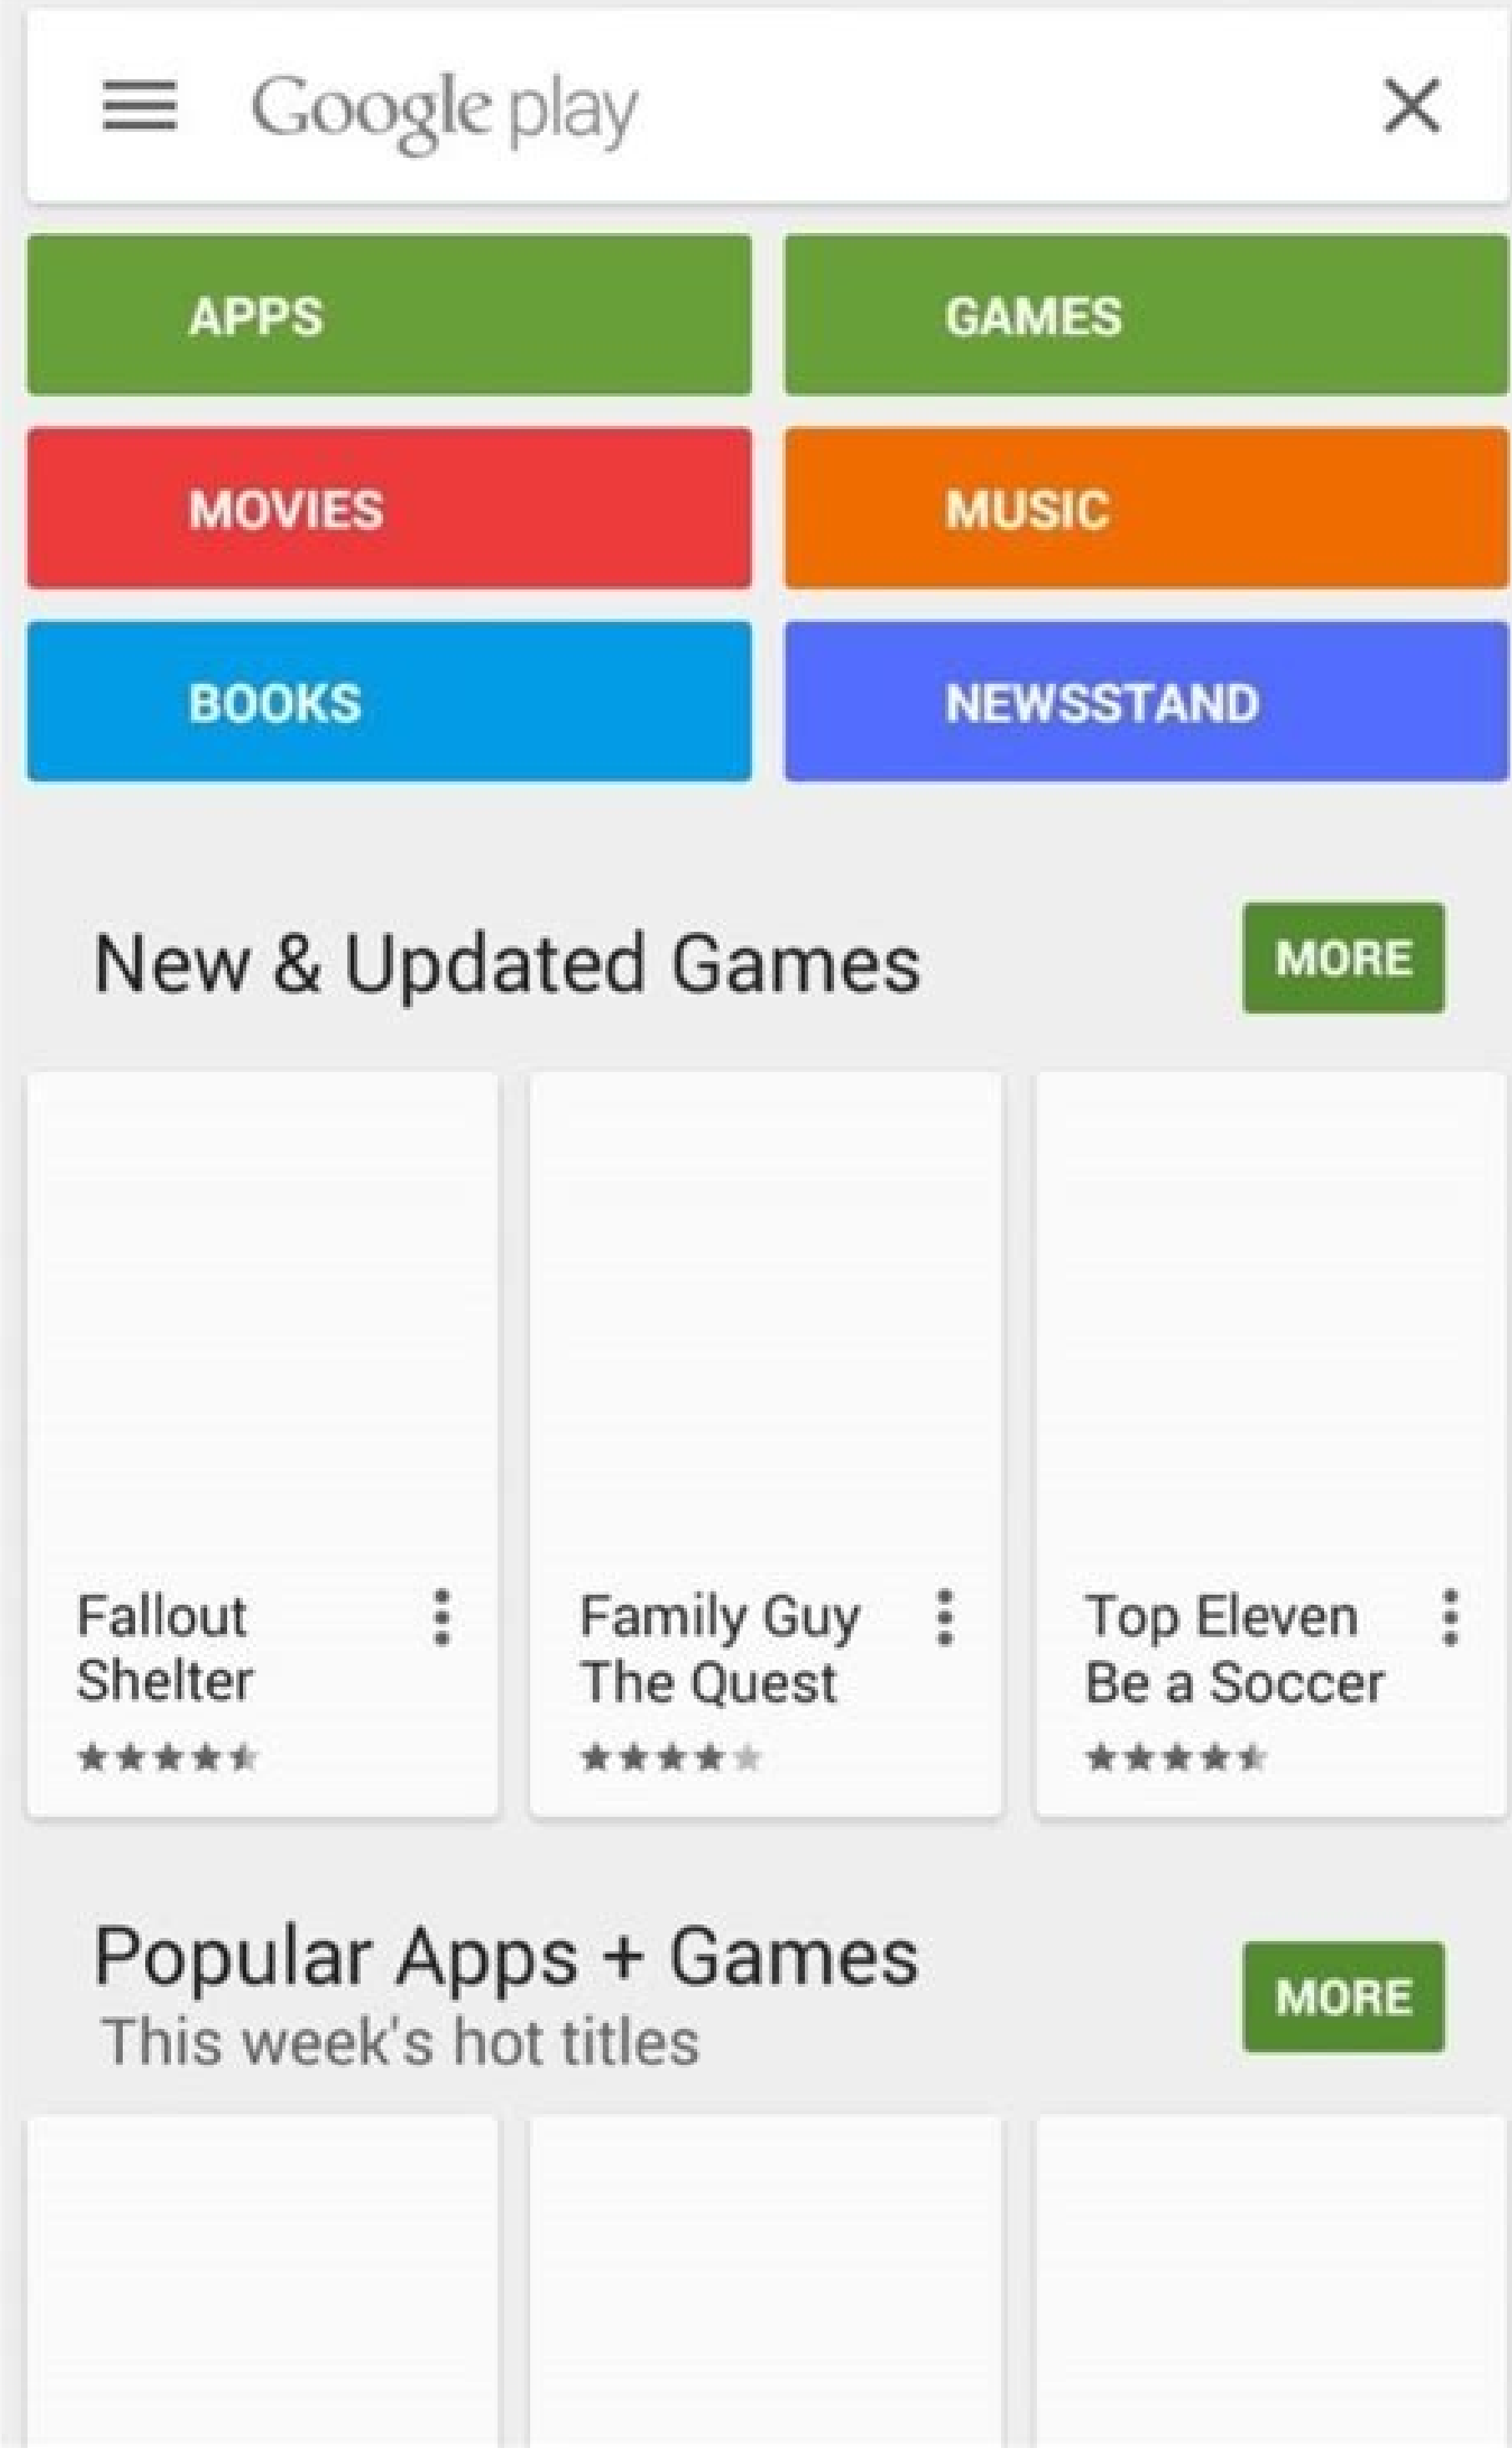 Google play
APPS
GAMES
MOVIES
MUSIC
BOOKS
NEWSSTAND
New & Updated Games
MORE
Fallout
Shelter
Family Guy
The Quest
Top Eleven
Be a Soccer
Popular Apps + Games
This week's hot titles
MORE